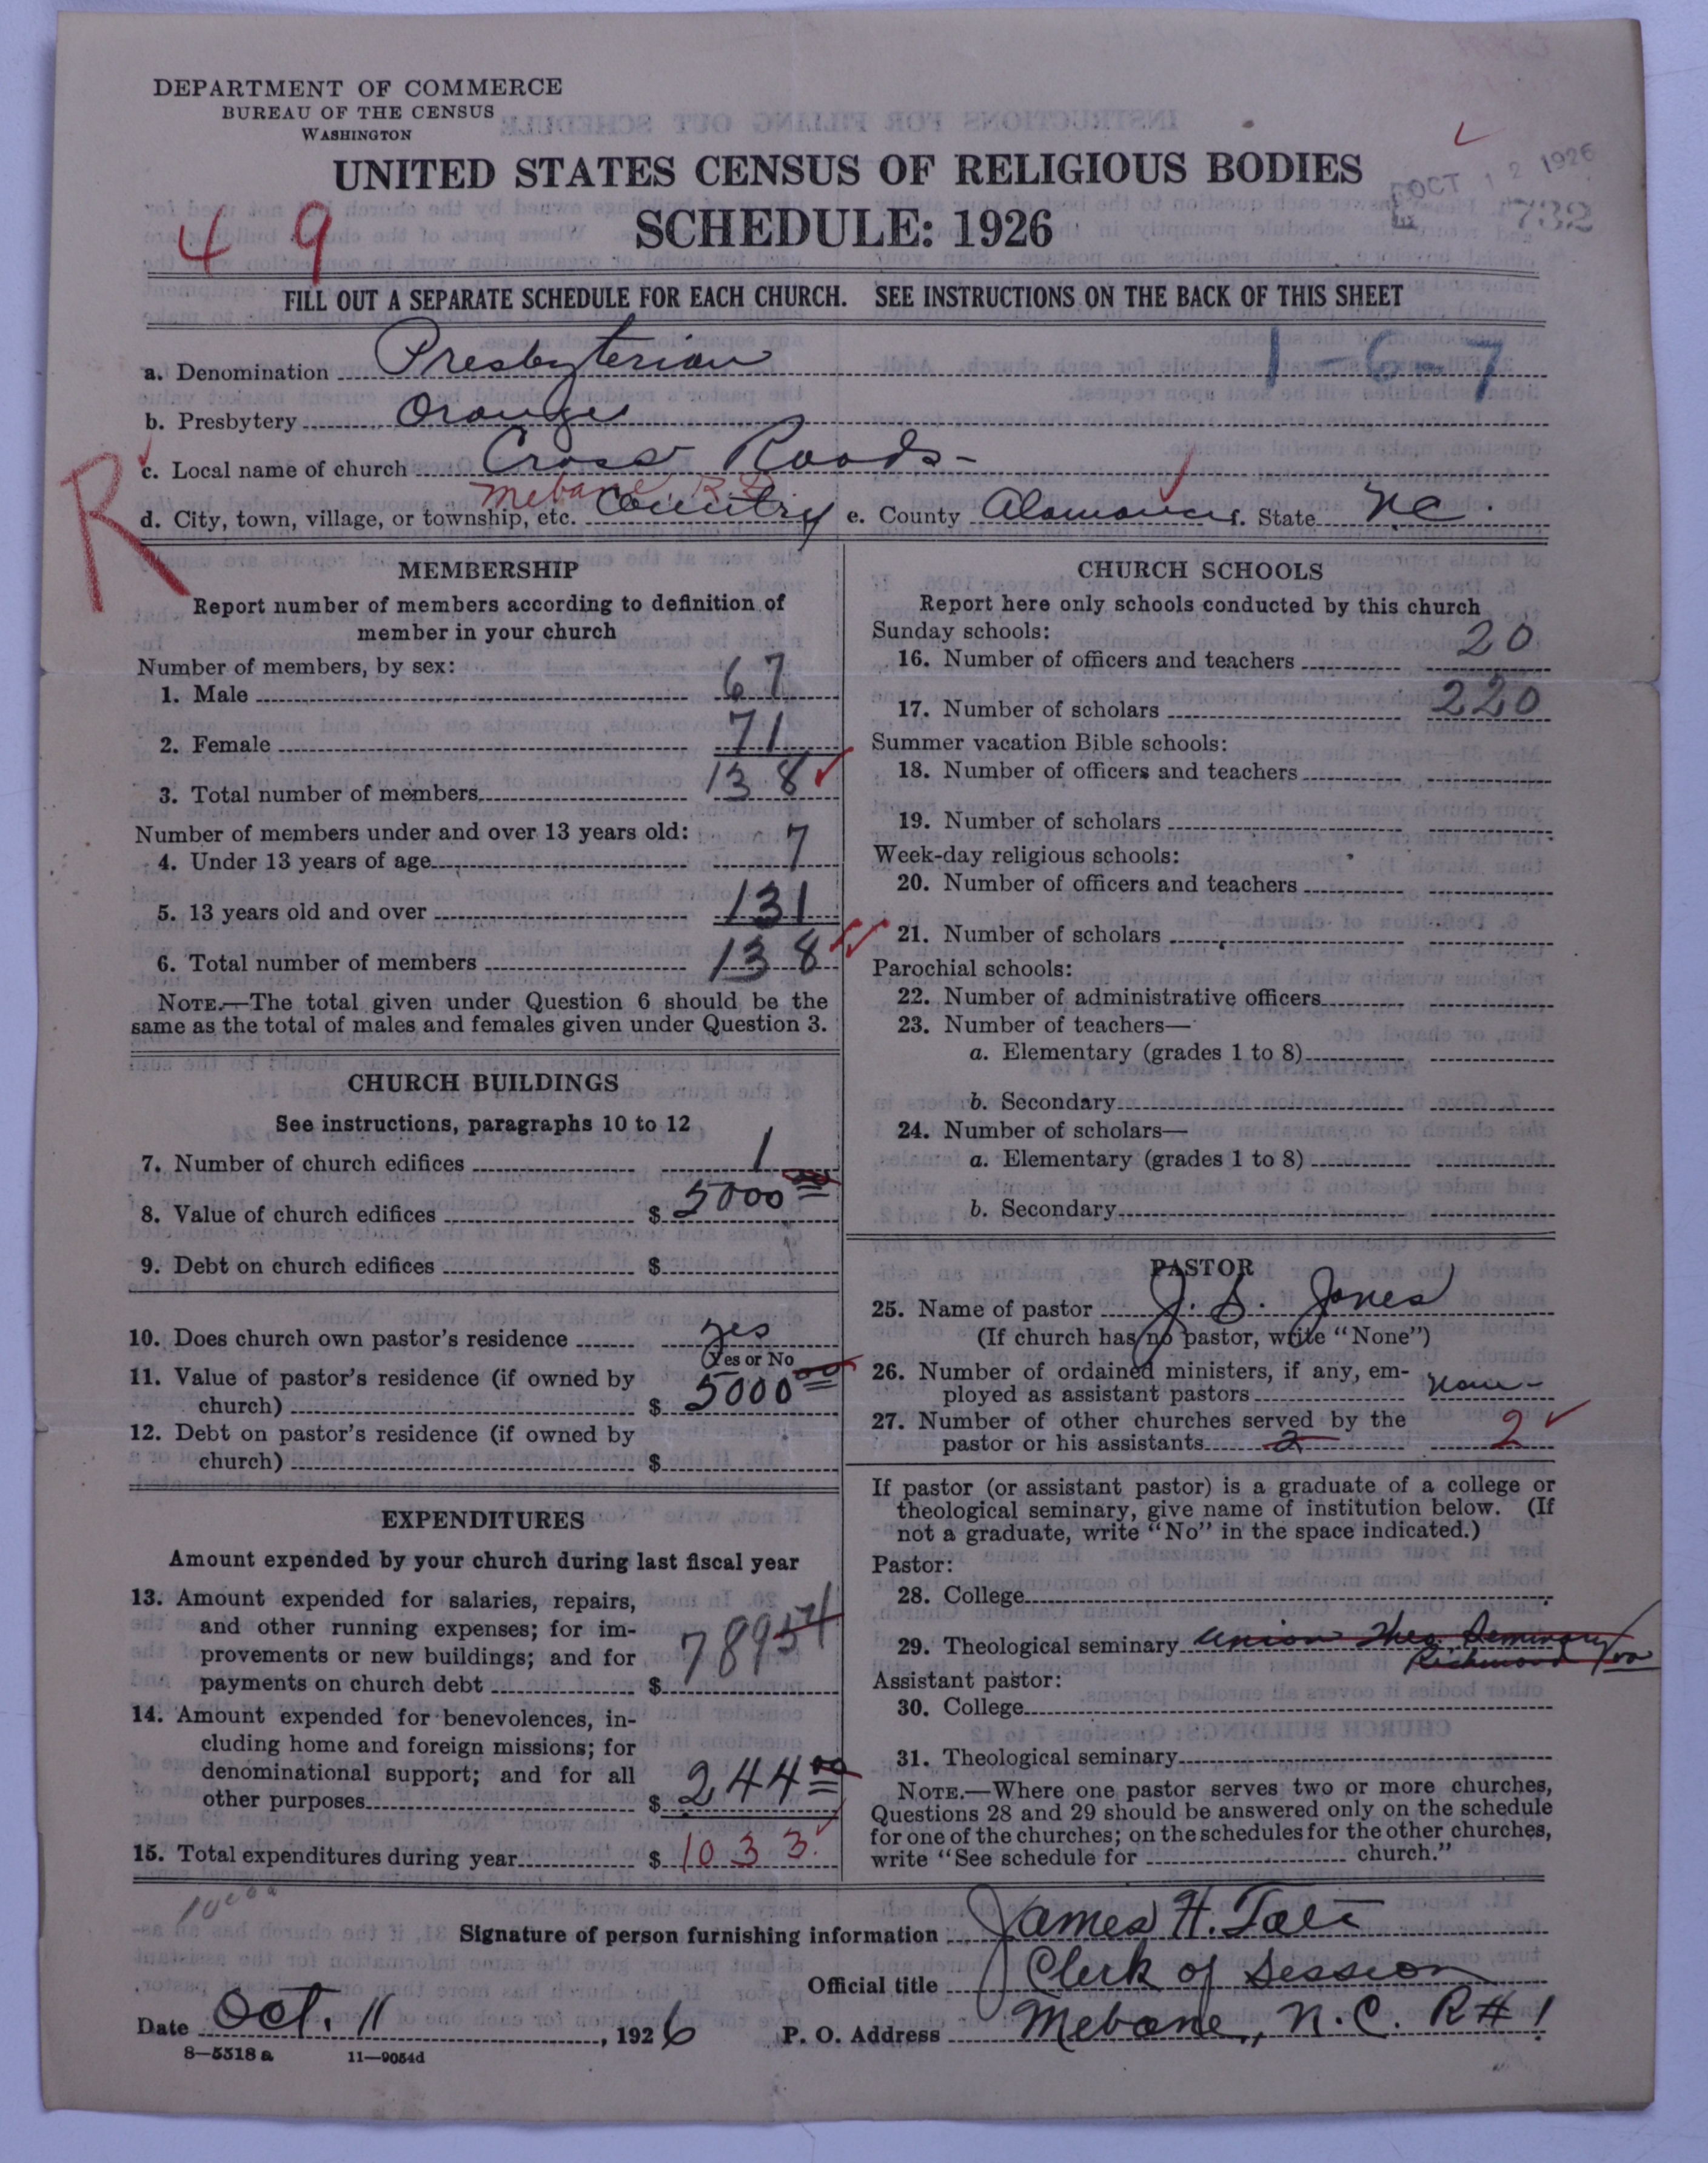 DEPARTMENT OF COMMERCE
BUREAU OF THE CENSUS
WASHINGTON
UNITED STATES CENSUS OF RELIGIOUS BODIES
SCHEDULE: 1926
OCT 12 1926
1732
4 9
FILL OUT A SEPARATE SCHEDULE FOR EACH CHURCH. SEE INSTRUCTIONS ON THE BACK OF THIS SHEET
a. Denomination Presbyterian 1-6-7
b. Presbytery Orange
R
c. Local name of church Cross Roads-
Mebane, R.D.
d. City, town, village, or township, etc. Country e. County Alamance f. State N.C.
MEMBERSHIP
Report number of members according to definition of
member in your church
Number of members, by sex:
1. Male 67
2. Female 71
3. Total number of members 138
Number of members under and over 13 years old:
4. Under 13 years of age 7
5. 13 years old and over 131
6. Total number of members 138
NOTE.—The total given under Question 6 should be the
same as the total of males and females given under Question 3.
CHURCH BUILDINGS
See instructions, paragraphs 10 to 12
7. Number of church edifices 1
8. Value of church edifices $ 5000 00
9. Debt on church edifices $
10. Does church own pastor's residence yes
(Yes or No
11. Value of pastor's residence (if owned by
church) $ 5000 00
12. Debt on pastor's residence (if owned by
church) $
EXPENDITURES
Amount expended by your church during last fiscal year
13. Amount expended for salaries, repairs,
and other running expenses; for im-
provements or new buildings; and for
payments on church debt $ 789 54
14. Amount expended for benevolences, in-
cluding home and foreign missions; for
denominational support; and for all
other purposes $ 244 00
15. Total expenditures during year $ 1033.
CHURCH SCHOOLS
Report here only schools conducted by this church
Sunday schools:
16. Number of officers and teachers 20
17. Number of scholars 220
Summer vacation Bible schools:
18. Number of officers and teachers
19. Number of scholars
Week-day religious schools:
20. Number of officers and teachers
21. Number of scholars
Parochial schools:
22. Number of administrative officers
23. Number of teachers—
a. Elementary (grades 1 to 8)
b. Secondary
24. Number of scholars—
a. Elementary (grades 1 to 8)
b. Secondary
PASTOR
25. Name of pastor J. S. Jones
(If church has no pastor, write "None")
26. Number of ordained ministers, if any, em-
ployed as assistant pastors none-
27. Number of other churches served by the
pastor or his assistants 2 2
If pastor (or assistant pastor) is a graduate of a college or
theological seminary, give name of institution below. (If
not a graduate, write "No" in the space indicated.)
Pastor:
28. College
29. Theological seminary Union Theo. Seminary
Richmond Va
Assistant pastor:
30. College
31. Theological seminary
NOTE.—Where one pastor serves two or more churches,
Questions 28 and 29 should be answered only on the schedule
for one of the churches; on the schedules for the other churches,
write "See schedule for church."
Signature of person furnishing information James H. Tate
Official title Clerk of Session
Date Oct. 11, 1926 P. O. Address Mebane, N.C. R#1
8—5518a 11—9054d